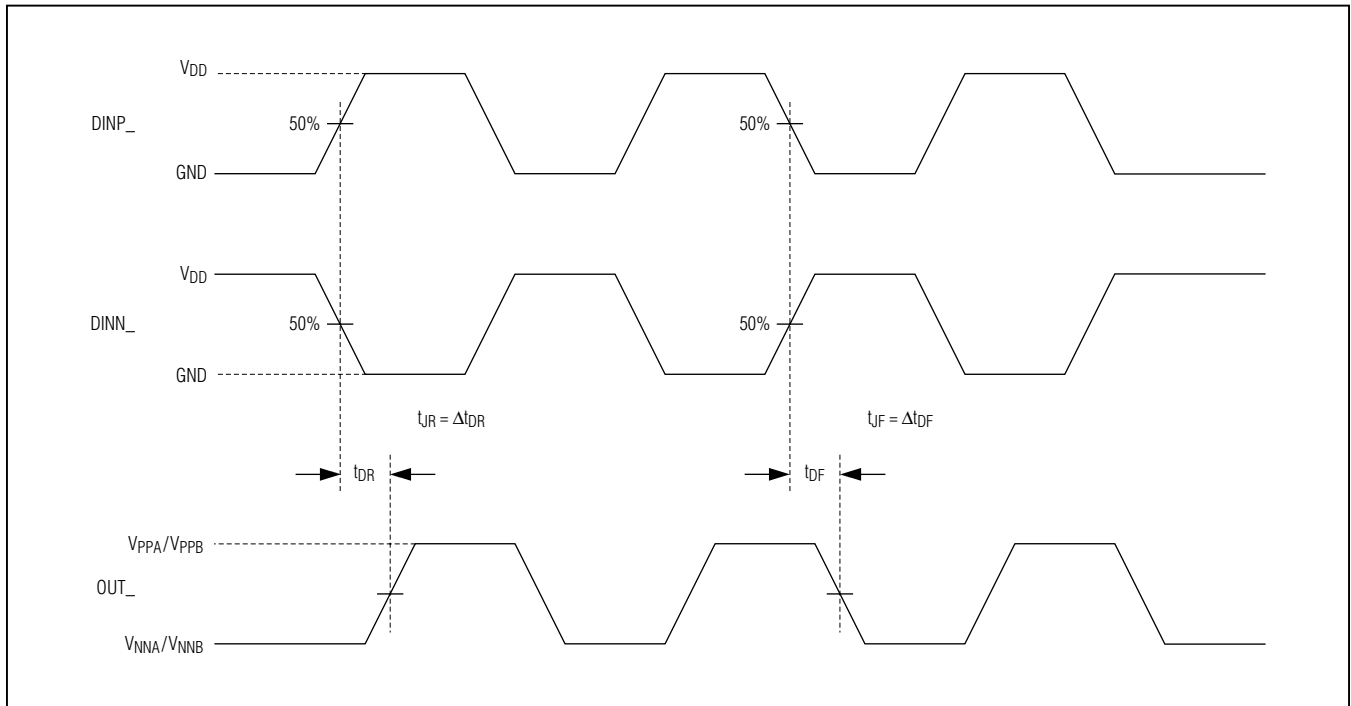 VDD
DINP_
50%
50%
GND
VDD
DINN_
50%
50%
GND
tJR = ΔtDR
tJF = ΔtDF
tDR
tDF
VPPA/VPPB
OUT_
VNNA/VNNB